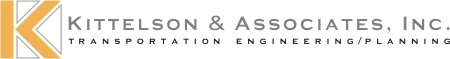 KITTELSON & ASSOCIATES, INC.
TRANSPORTATION ENGINEERING/PLANNING